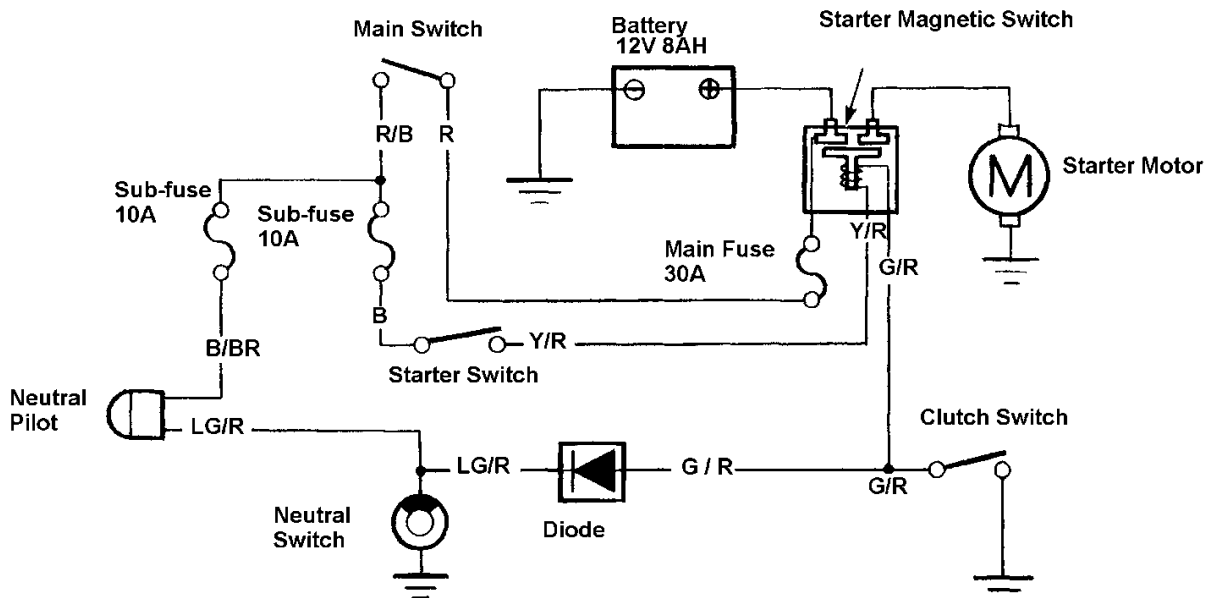 Main Switch
Battery
12V 8AH
Starter Magnetic Switch
R/B
R
Starter Motor
M
Sub-fuse
10A
Sub-fuse
10A
Main Fuse
30A
Y/R
G/R
B
Y/R
B/BR
Starter Switch
Neutral
Pilot
LG/R
Clutch Switch
LG/R
G / R
G/R
Neutral
Switch
Diode